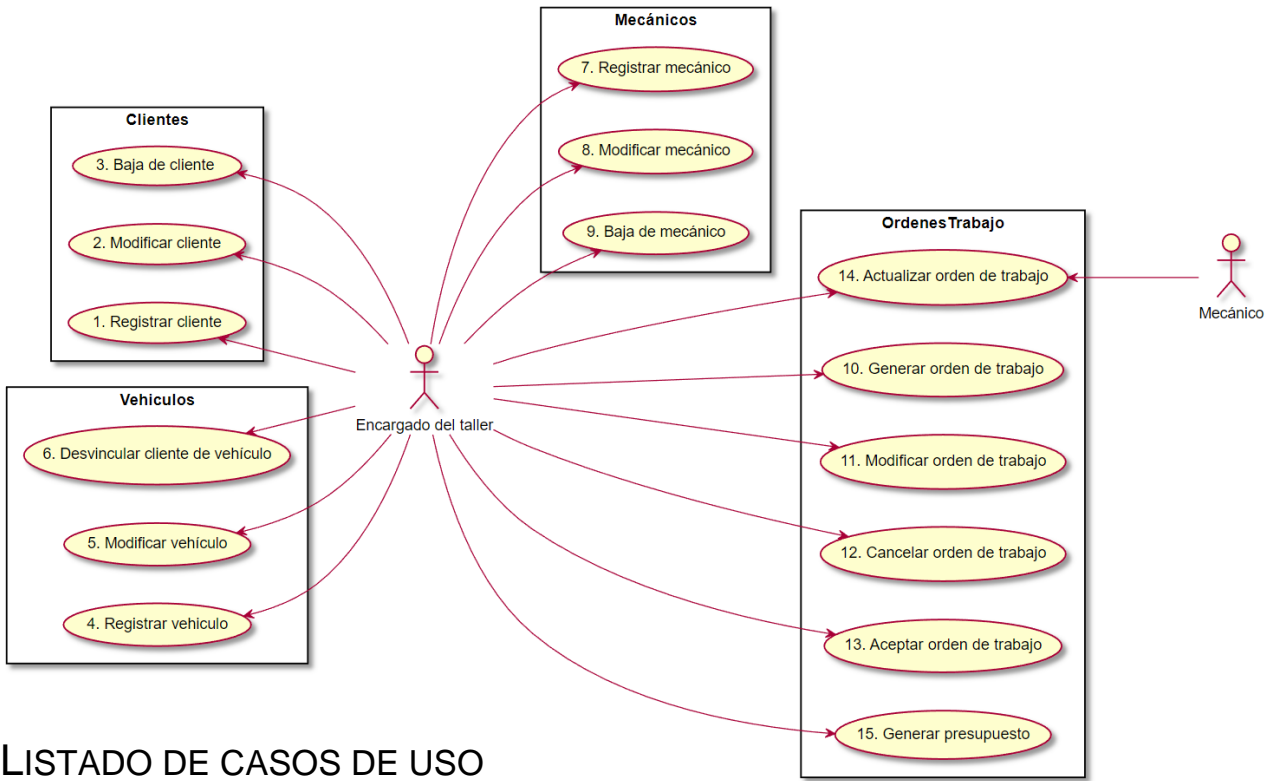 Mecánicos
7. Registrar mecánico
8. Modificar mecánico
9. Baja de mecánico
Clientes
3. Baja de cliente
2. Modificar cliente
1. Registrar cliente
Vehiculos
6. Desvincular cliente de vehículo
5. Modificar vehículo
4. Registrar vehiculo
Encargado del taller
OrdenesTrabajo
14. Actualizar orden de trabajo
10. Generar orden de trabajo
11. Modificar orden de trabajo
12. Cancelar orden de trabajo
13. Aceptar orden de trabajo
15. Generar presupuesto
Mecánico
LISTADO DE CASOS DE USO